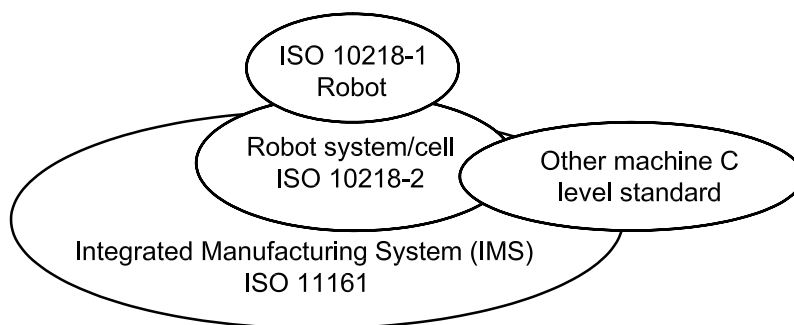 ISO 10218-1
Robot
Robot system/cell
ISO 10218-2
Other machine C
level standard
Integrated Manufacturing System (IMS)
ISO 11161